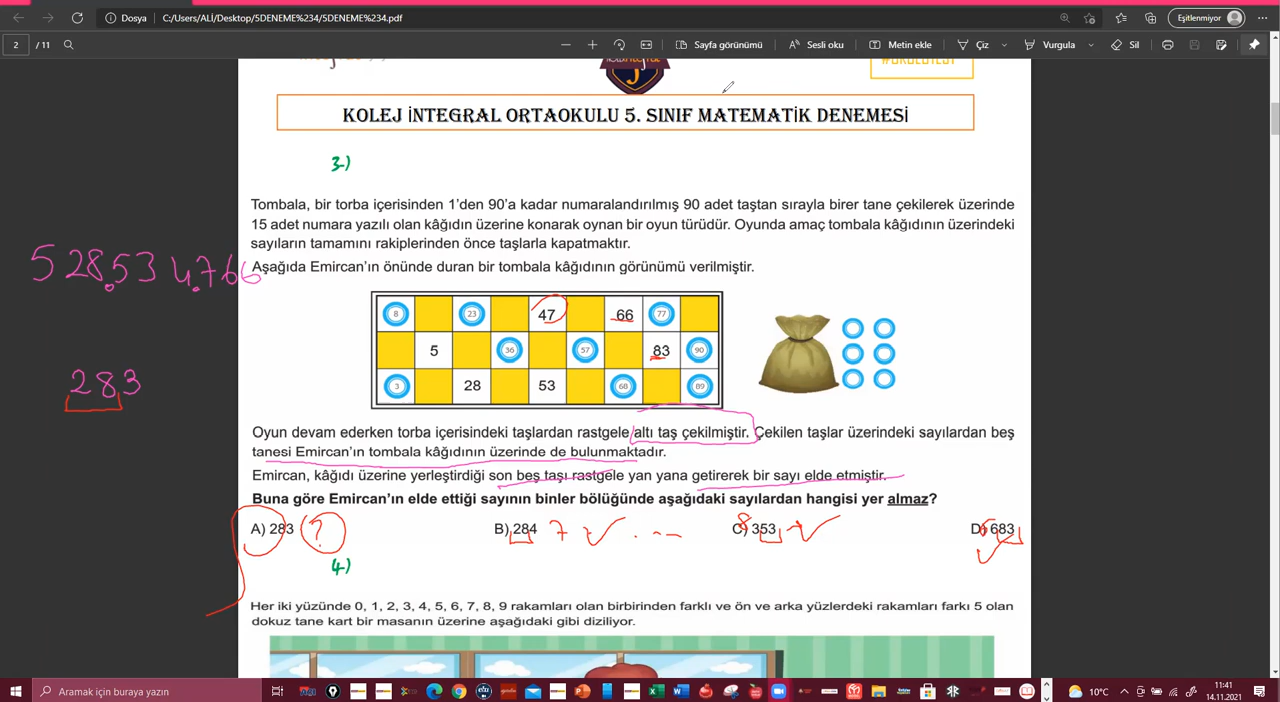 Dosya C:/Users/ALİ/Desktop/5DENEME%234/5DENEME%234.pdf Eşitlenmiyor
2 / 11 Sayfa görünümü Sesli oku Metin ekle Çiz Vurgula Sil
#OKULUTEST
KOLEJ İNTEGRAL ORTAOKULU 5. SINIF MATEMATİK DENEMESİ
3-)
Tombala, bir torba içerisinden 1'den 90'a kadar numaralandırılmış 90 adet taştan sırayla birer tane çekilerek üzerinde
15 adet numara yazılı olan kâğıdın üzerine konarak oynan bir oyun türüdür. Oyunda amaç tombala kâğıdının üzerindeki
sayıların tamamını rakiplerinden önce taşlarla kapatmaktır.
Aşağıda Emircan'ın önünde duran bir tombala kâğıdının görünümü verilmiştir.
52853 4766
8 23 47 66 77
5 36 57 83 90
3 28 53 68 89
283
Oyun devam ederken torba içerisindeki taşlardan rastgele altı taş çekilmiştir. Çekilen taşlar üzerindeki sayılardan beş
tanesi Emircan'ın tombala kâğıdının üzerinde de bulunmaktadır.
Emircan, kâğıdı üzerine yerleştirdiği son beş taşı rastgele yan yana getirerek bir sayı elde etmiştir.
Buna göre Emircan'ın elde ettiği sayının binler bölüğünde aşağıdaki sayılardan hangisi yer almaz?
A) 283 ? B) 284 7 C) 353 D) 683
4-)
Her iki yüzünde 0, 1, 2, 3, 4, 5, 6, 7, 8, 9 rakamları olan birbirinden farklı ve ön ve arka yüzlerdeki rakamları farkı 5 olan
dokuz tane kart bir masanın üzerine aşağıdaki gibi diziliyor.
Aramak için buraya yazın 10°C 11:41
14.11.2021